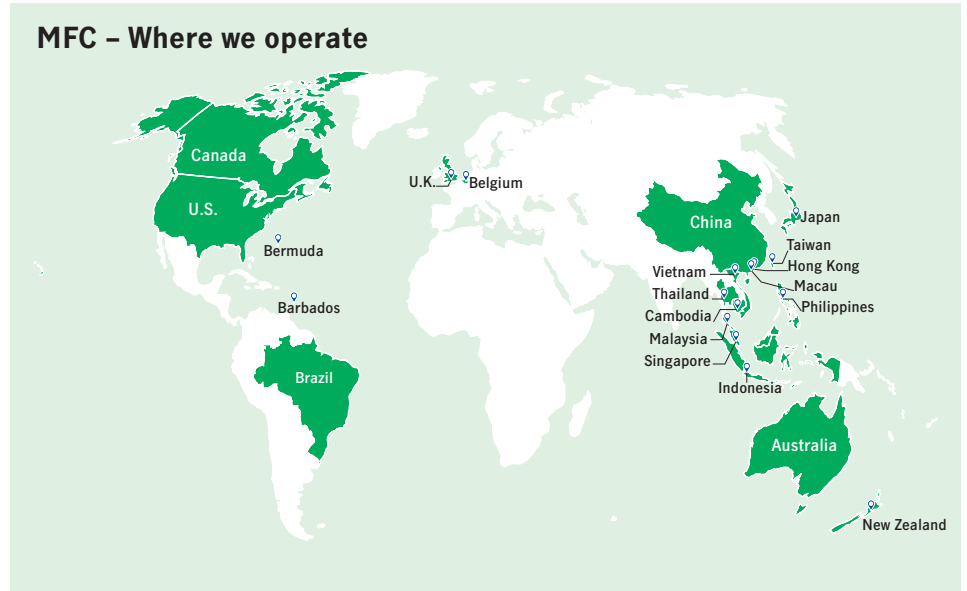 MFC – Where we operate
Canada
U.S.
Bermuda
Barbados
Brazil
U.K.
Belgium
China
Japan
Taiwan
Hong Kong
Macau
Philippines
Vietnam
Thailand
Cambodia
Malaysia
Singapore
Indonesia
Australia
New Zealand